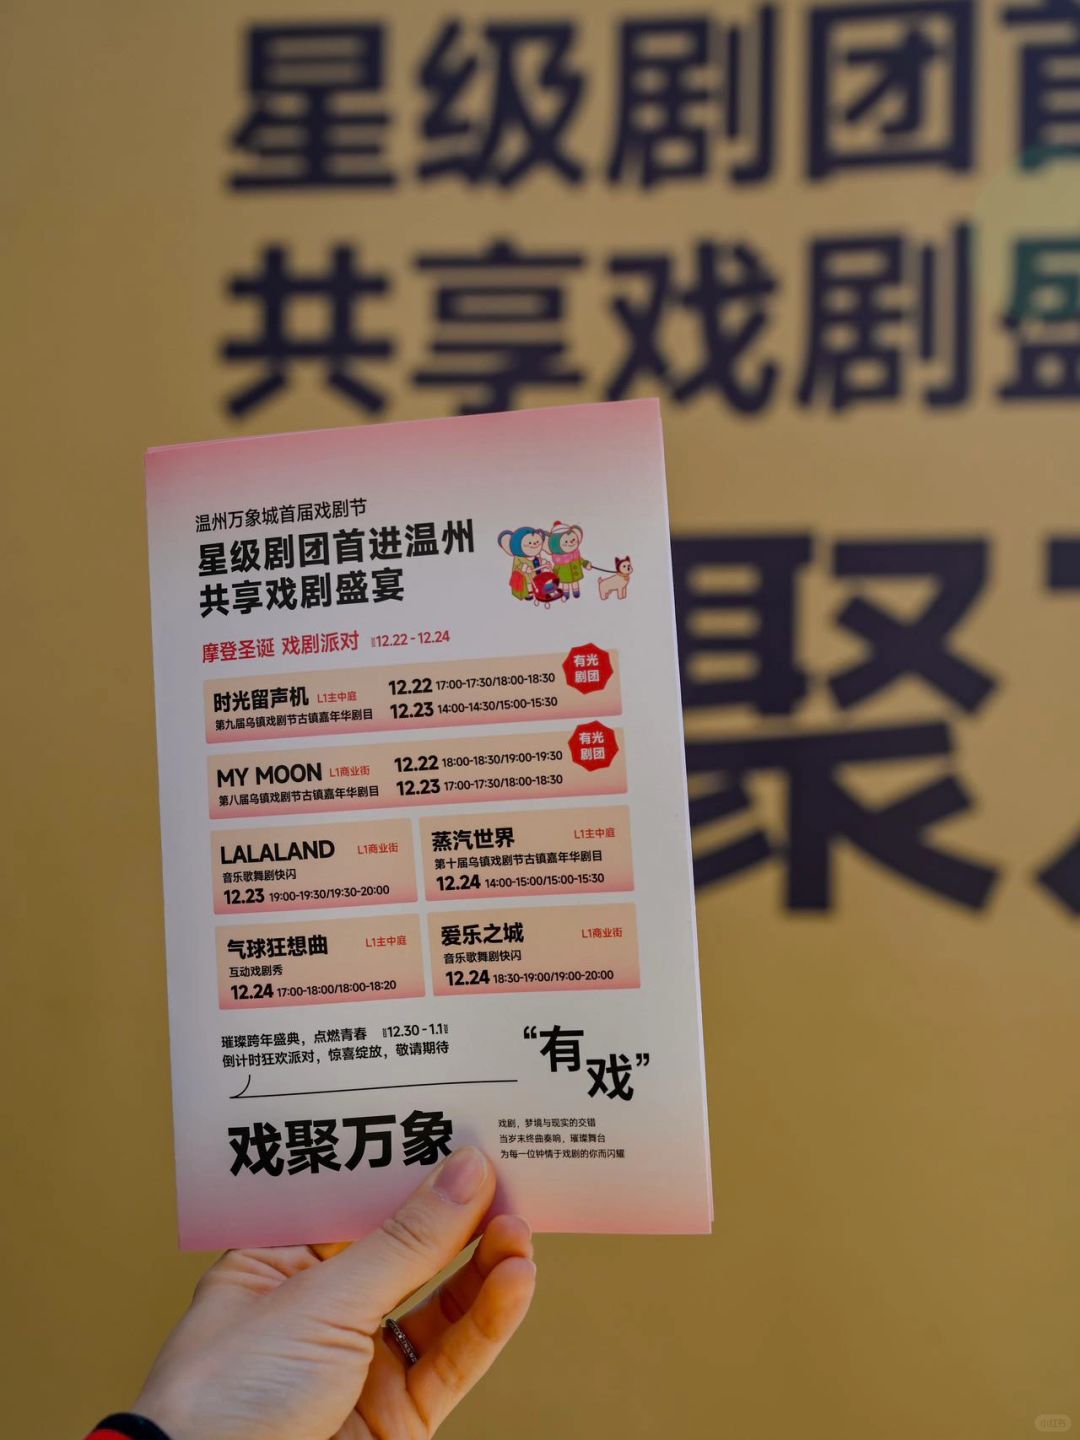 星级剧团首
共享戏剧盛
聚
温州万象城首届戏剧节
星级剧团首进温州
共享戏剧盛宴
摩登圣诞 戏剧派对 12.22-12.24
时光留声机 L1主中庭
第九届乌镇戏剧节古镇嘉年华剧目
12.22 17:00-17:30/18:00-18:30
12.23 14:00-14:30/15:00-15:30
有光
剧团
MY MOON L1商业街
第八届乌镇戏剧节古镇嘉年华剧目
12.22 18:00-18:30/19:00-19:30
12.23 17:00-17:30/18:00-18:30
有光
剧团
LALALAND L1商业街
音乐歌舞剧快闪
12.23 19:00-19:30/19:30-20:00
蒸汽世界 L1主中庭
第十届乌镇戏剧节古镇嘉年华剧目
12.24 14:00-15:00/15:00-15:30
气球狂想曲 L1主中庭
互动戏剧秀
12.24 17:00-18:00/18:00-18:20
爱乐之城 L1商业街
音乐歌舞剧快闪
12.24 18:30-19:00/19:00-20:00
璀璨跨年盛典，点燃青春 12.30-1.1
倒计时狂欢派对，惊喜绽放，敬请期待
“有
戏”
戏聚万象
戏剧，梦境与现实的交错
当岁末终曲奏响，璀璨舞台
为每一位钟情于戏剧的你而闪耀
小红书